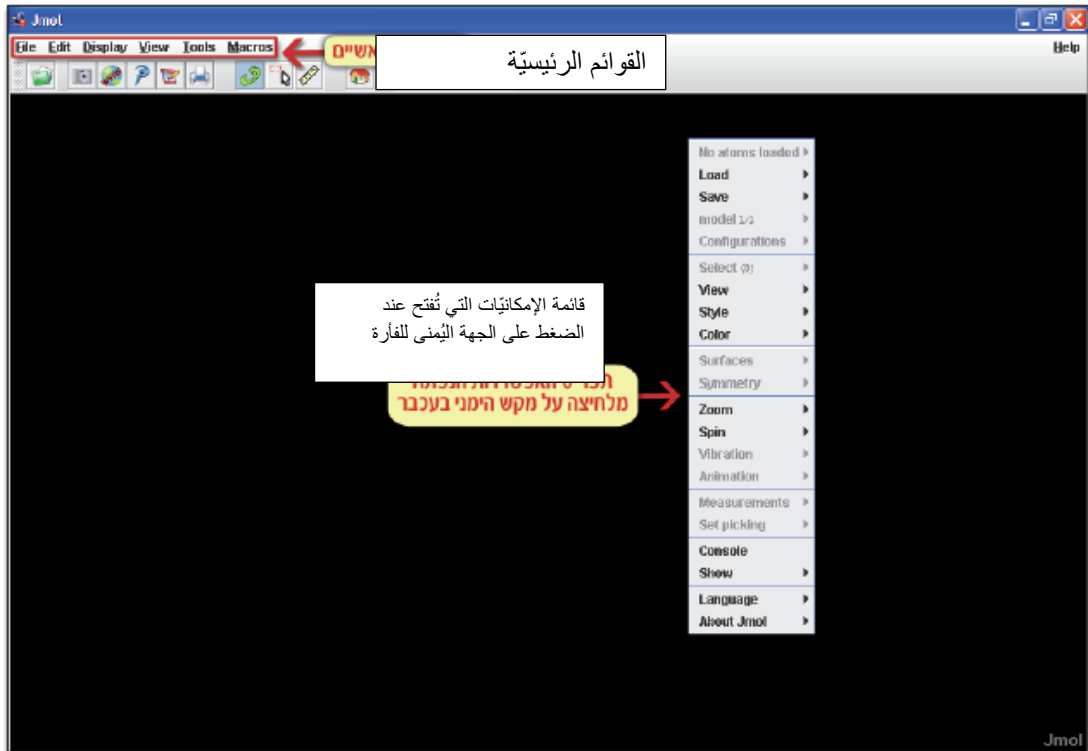 Jmol
File Edit Display View Tools Macros
Help
אשיים
القوائم الرئيسيّة
No atoms loaded
Load
Save
model 1/1
Configurations
Select (0)
View
Style
Color
Surfaces
Symmetry
Zoom
Spin
Vibration
Animation
Measurements
Set picking
Console
Show
Language
About Jmol
قائمة الإمكانيّات التي تُفتح عند
الضغط على الجهة اليُمنى للفأرة
מלחיצה על מקש הימני בעכבר
Jmol